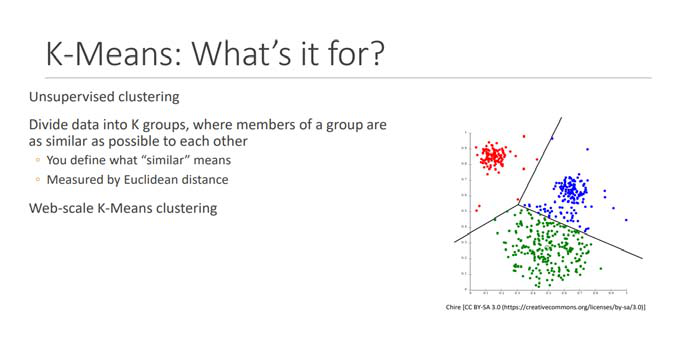 K-Means: What's it for?
Unsupervised clustering
Divide data into K groups, where members of a group are
as similar as possible to each other
You define what “similar” means
Measured by Euclidean distance
Web-scale K-Means clustering
Chire [CC BY-SA 3.0 (https://creativecommons.org/licenses/by-sa/3.0)]